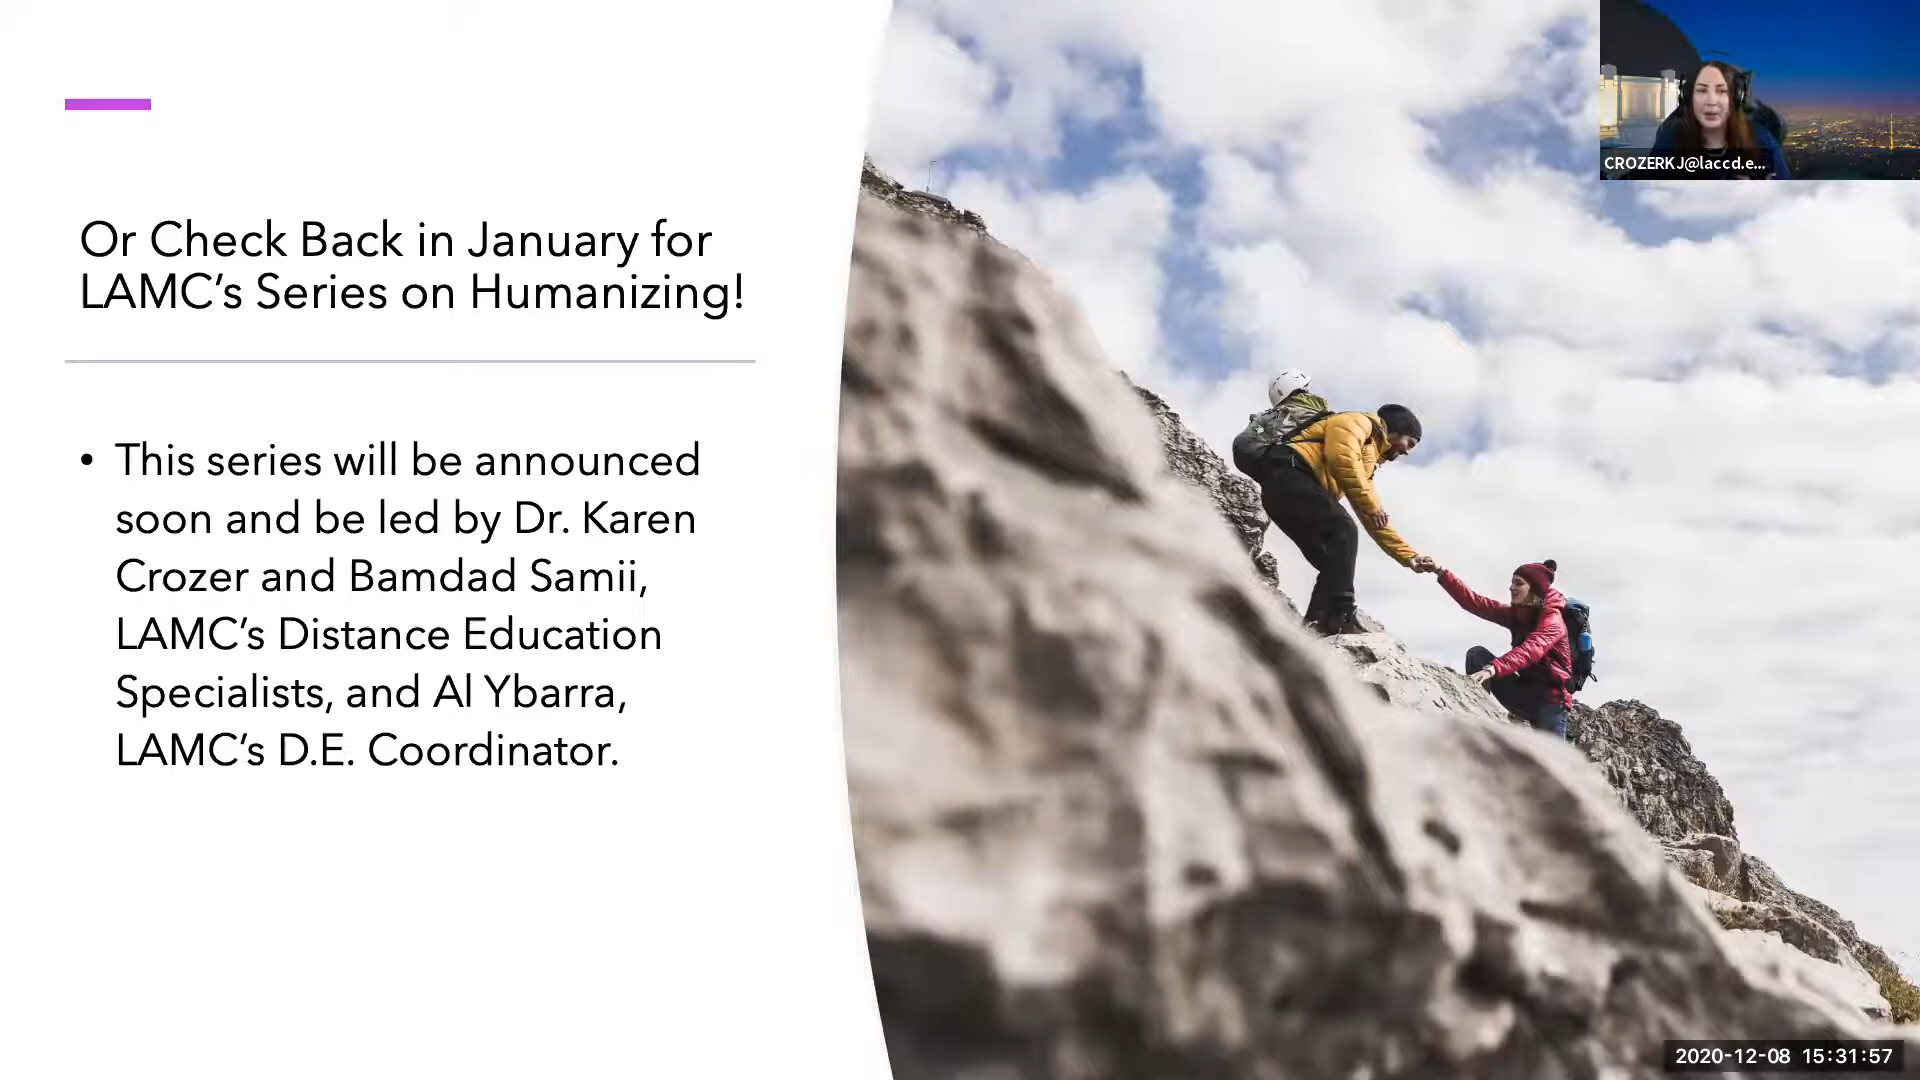 Or Check Back in January for
LAMC's Series on Humanizing!
• This series will be announced
soon and be led by Dr. Karen
Crozer and Bamdad Samii,
LAMC's Distance Education
Specialists, and Al Ybarra,
LAMC's D.E. Coordinator.
CROZERKJ@laccd.e...
2020-12-08 15:31:57